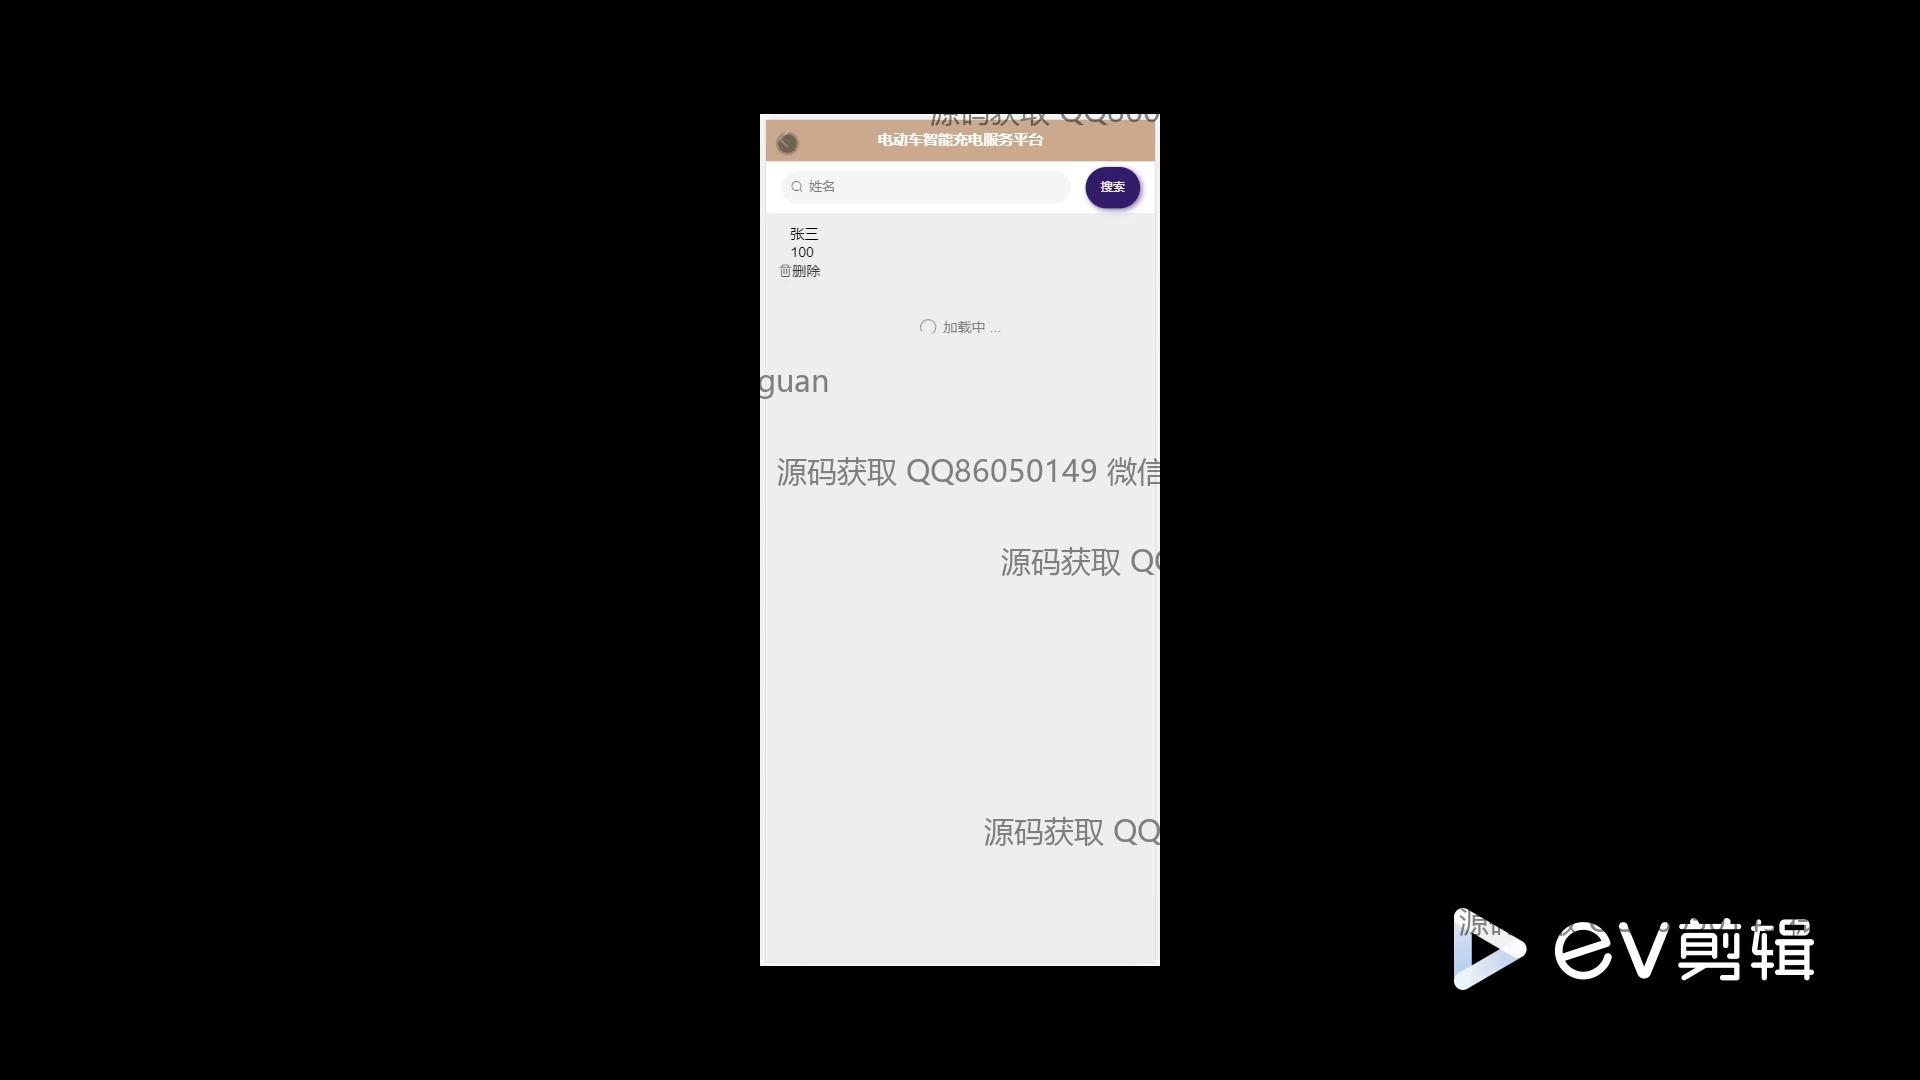 源码获取 QQ860
电动车智能充电服务平台
姓名
搜索
张三
100
删除
加载中 ...
guan
源码获取 QQ86050149 微信
源码获取 QQ
源码获取 QQ
ev剪辑